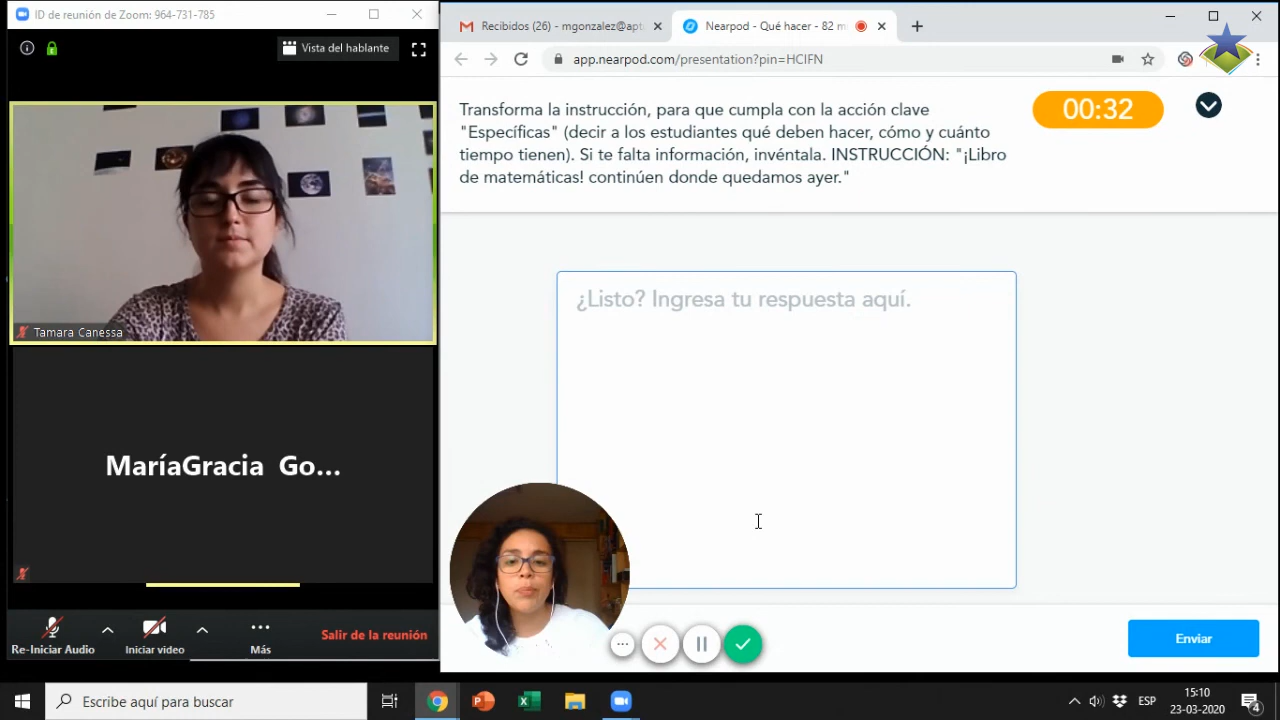 ID de reunión de Zoom: 964-731-785
Vista del hablante
Tamara Canessa
MaríaGracia Go...
Re-Iniciar Audio
Iniciar video
Más
Salir de la reunión
Recibidos (26) - mgonzalez@apt
Nearpod - Qué hacer - 82 m
app.nearpod.com/presentation?pin=HCIFN
Transforma la instrucción, para que cumpla con la acción clave
"Específicas" (decir a los estudiantes qué deben hacer, cómo y cuánto
tiempo tienen). Si te falta información, invéntala. INSTRUCCIÓN: "¡Libro
de matemáticas! continúen donde quedamos ayer."
00:32
¿Listo? Ingresa tu respuesta aquí.
Enviar
Escribe aquí para buscar
ESP
15:10
23-03-2020
4